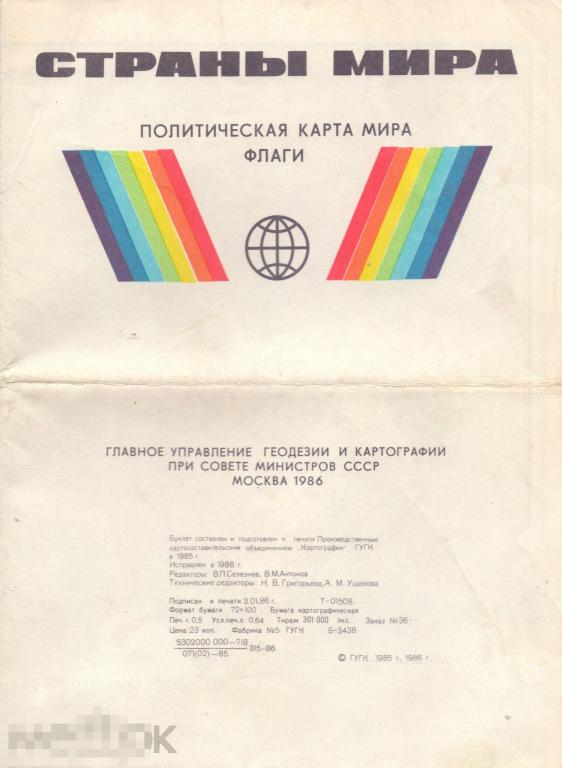 СТРАНЫ МИРА
ПОЛИТИЧЕСКАЯ КАРТА МИРА
ФЛАГИ
ГЛАВНОЕ УПРАВЛЕНИЕ ГЕОДЕЗИИ И КАРТОГРАФИИ
ПРИ СОВЕТЕ МИНИСТРОВ СССР
МОСКВА 1986
Буклет составлен и подготовлен к печати Производственным
картосоставительским объединением „Картография“ ГУГК
в 1985 г.
Исправлен в 1986 г.
Редакторы: В.П.Селезнев, В.М.Антонов
Технические редакторы: Н. В. Григорьева, А. М. Ушакова
Подписан к печати 3.01.86 г. Т-01508
Формат бумаги 72×100 Бумага картографическая
Печ. л 0,5 Усл.печ.л. 0,64 Тираж 301 000 экз. Заказ №36
Цена 23 коп. Фабрика №5 ГУГК Б-3438
5302000 000—718
071(02)—85
315-86
© ГУГК 1985 г., 1986 г.